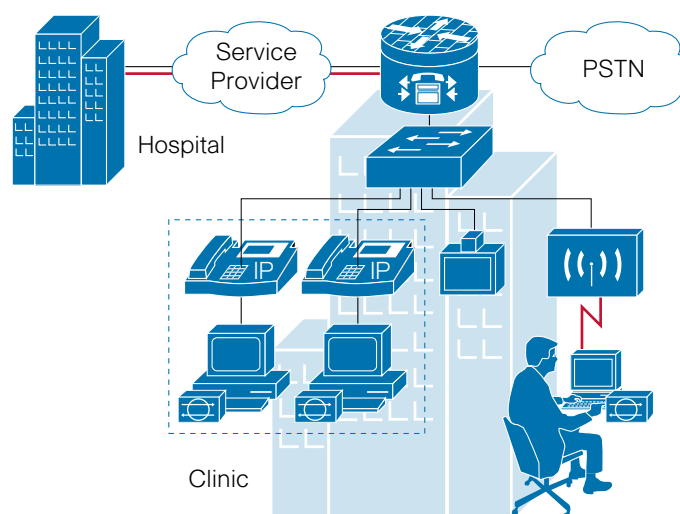 Service
Provider
PSTN
Hospital
IP
IP
Clinic